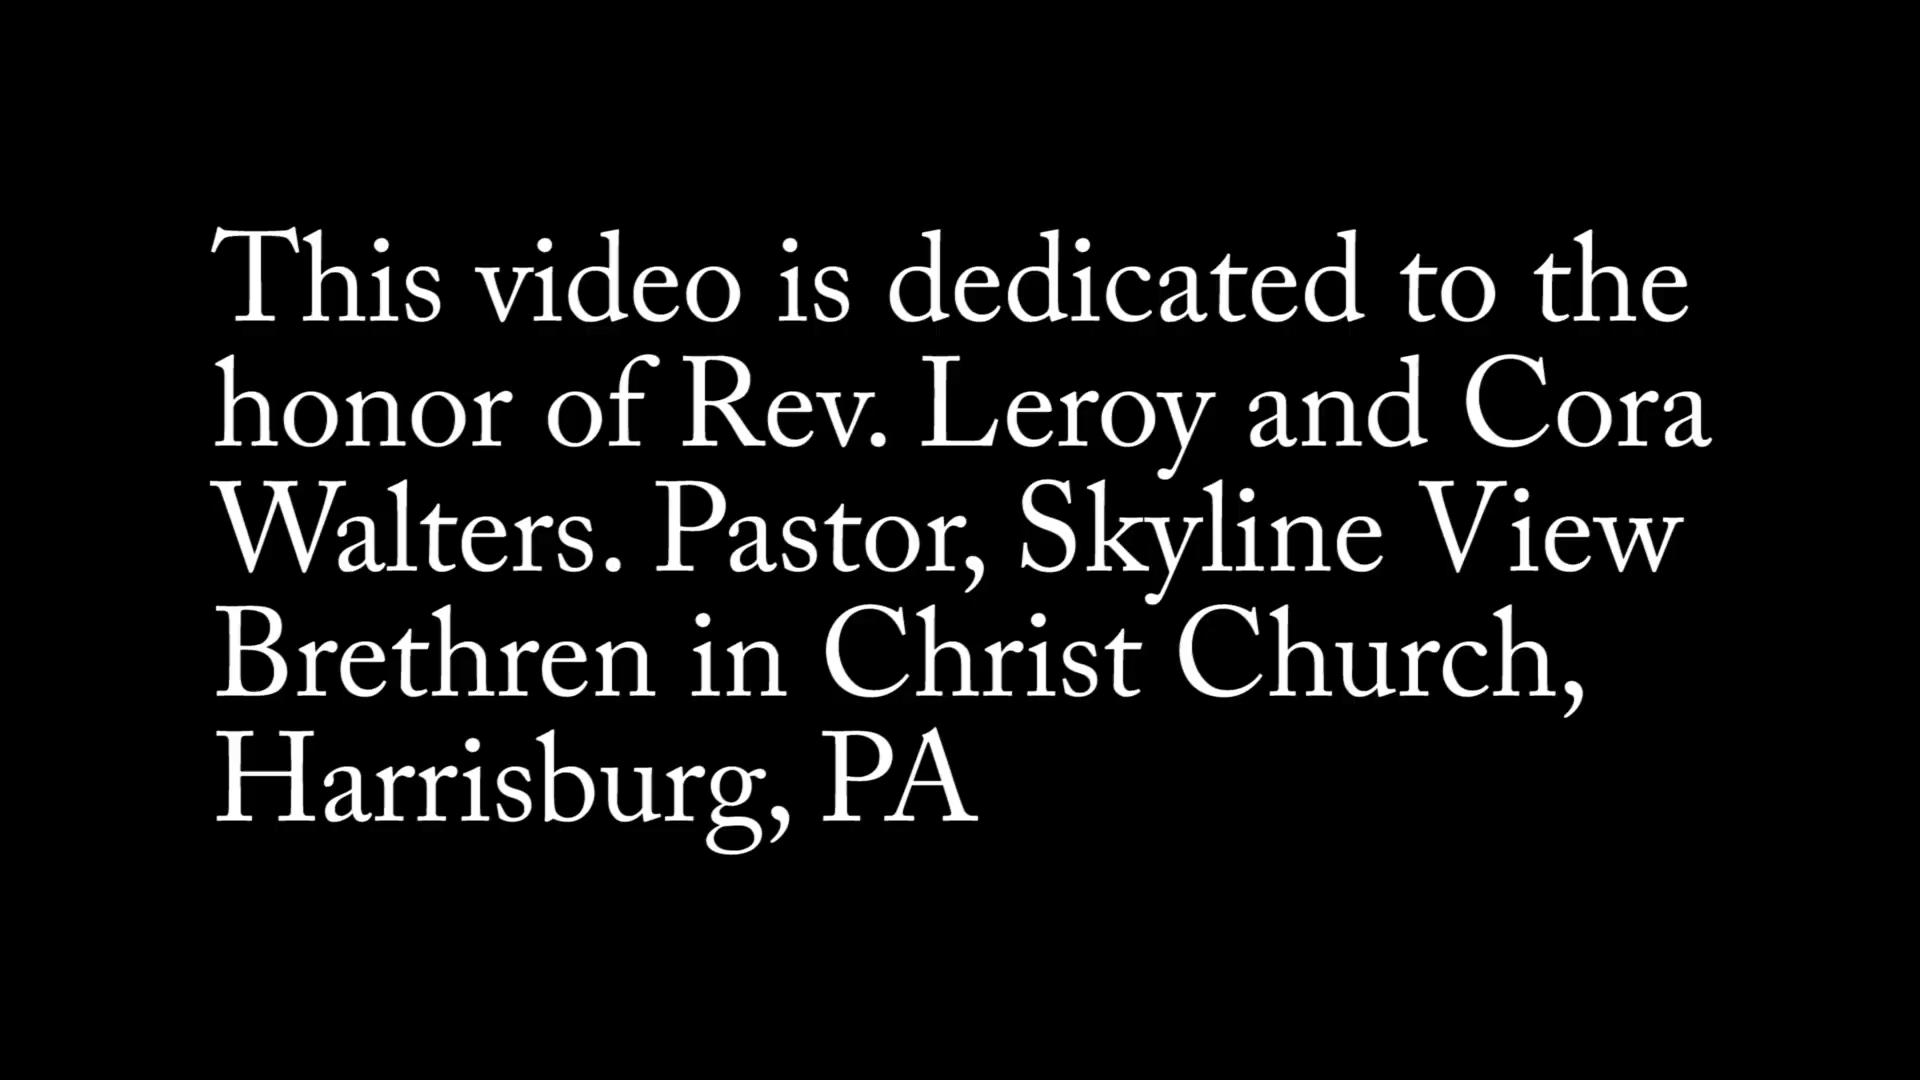 This video is dedicated to the
honor of Rev. Leroy and Cora
Walters. Pastor, Skyline View
Brethren in Christ Church,
Harrisburg, PA